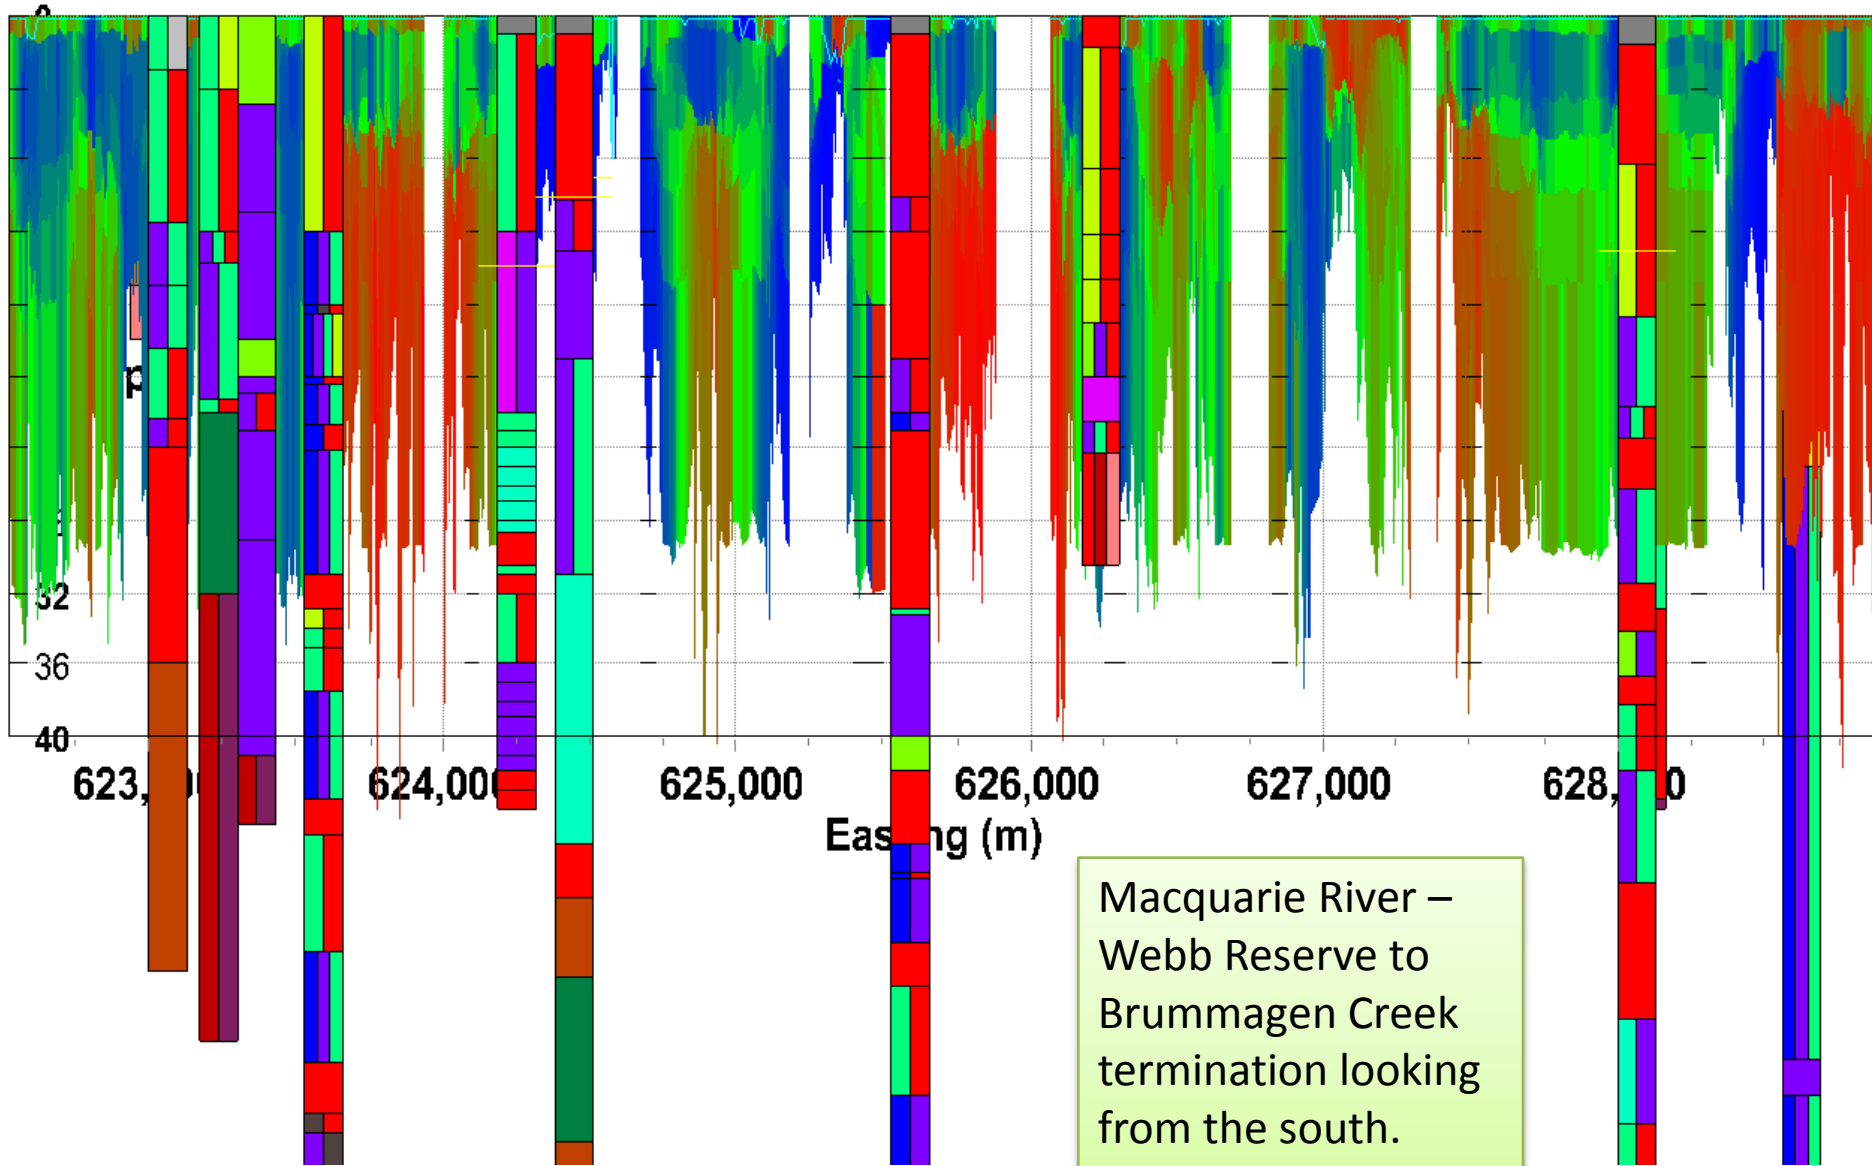 32
36
40
624,000
625,000
626,000
627,000
(m)
Macquarie River –
Webb Reserve to
Brummagen Creek
termination looking
from the south.